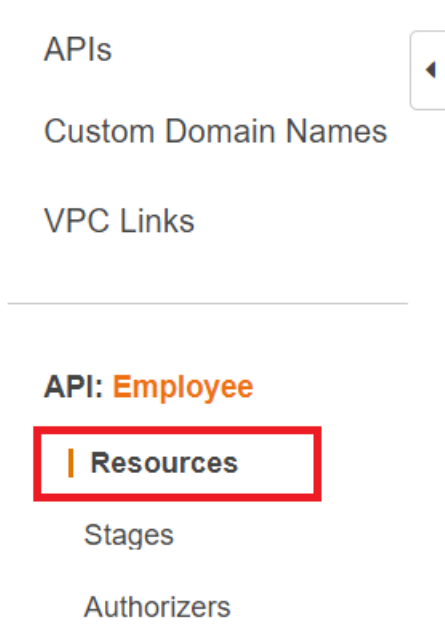 APIs
Custom Domain Names
VPC Links
API: Employee
Resources
Stages
Authorizers